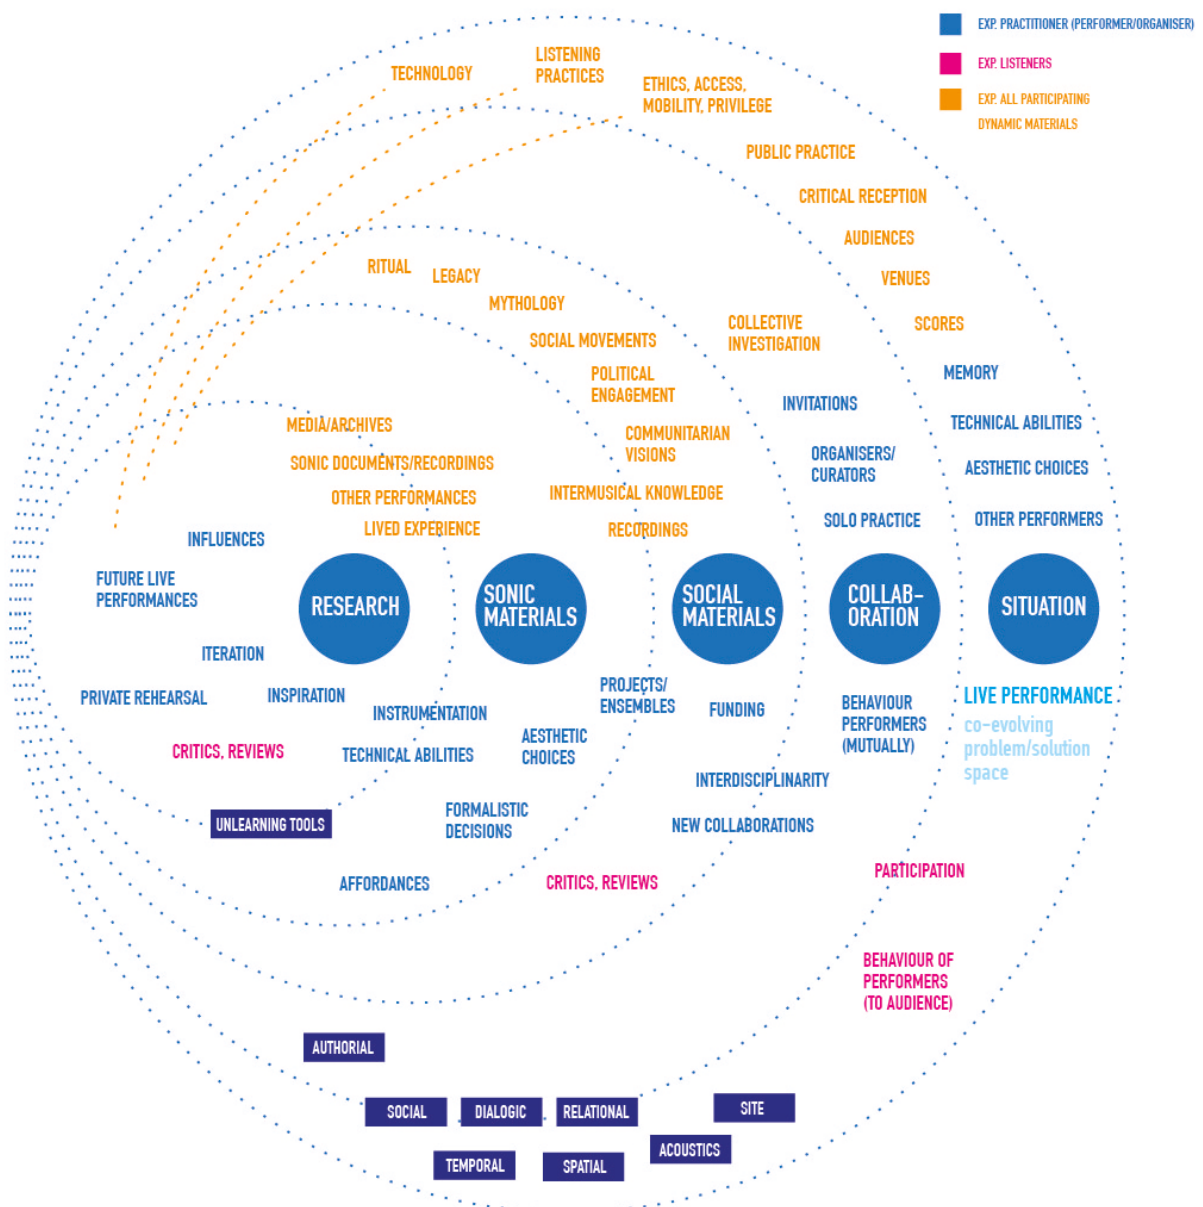 EXP. PRACTITIONER (PERFORMER/ORGANISER)
EXP. LISTENERS
EXP. ALL PARTICIPATING
DYNAMIC MATERIALS
TECHNOLOGY
LISTENING
PRACTICES
ETHICS, ACCESS,
MOBILITY, PRIVILEGE
PUBLIC PRACTICE
CRITICAL RECEPTION
AUDIENCES
VENUES
SCORES
RITUAL
LEGACY
MYTHOLOGY
SOCIAL MOVEMENTS
POLITICAL
ENGAGEMENT
COMMUNITARIAN
VISIONS
INTERMUSICAL KNOWLEDGE
RECORDINGS
COLLECTIVE
INVESTIGATION
INVITATIONS
ORGANISERS/
CURATORS
SOLO PRACTICE
MEMORY
TECHNICAL ABILITIES
AESTHETIC CHOICES
OTHER PERFORMERS
MEDIA/ARCHIVES
SONIC DOCUMENTS/RECORDINGS
OTHER PERFORMANCES
LIVED EXPERIENCE
INFLUENCES
FUTURE LIVE
PERFORMANCES
RESEARCH
SONIC
MATERIALS
SOCIAL
MATERIALS
COLLAB-
ORATION
SITUATION
ITERATION
PRIVATE REHEARSAL
INSPIRATION
INSTRUMENTATION
CRITICS, REVIEWS
TECHNICAL ABILITIES
AESTHETIC
CHOICES
PROJECTS/
ENSEMBLES
FUNDING
BEHAVIOUR
PERFORMERS
(MUTUALLY)
LIVE PERFORMANCE
co-evolving
problem/solution
space
INTERDISCIPLINARITY
UNLEARNING TOOLS
FORMALISTIC
DECISIONS
NEW COLLABORATIONS
AFFORDANCES
CRITICS, REVIEWS
PARTICIPATION
BEHAVIOUR OF
PERFORMERS
(TO AUDIENCE)
AUTHORIAL
SOCIAL
DIALOGIC
RELATIONAL
SITE
TEMPORAL
SPATIAL
ACOUSTICS